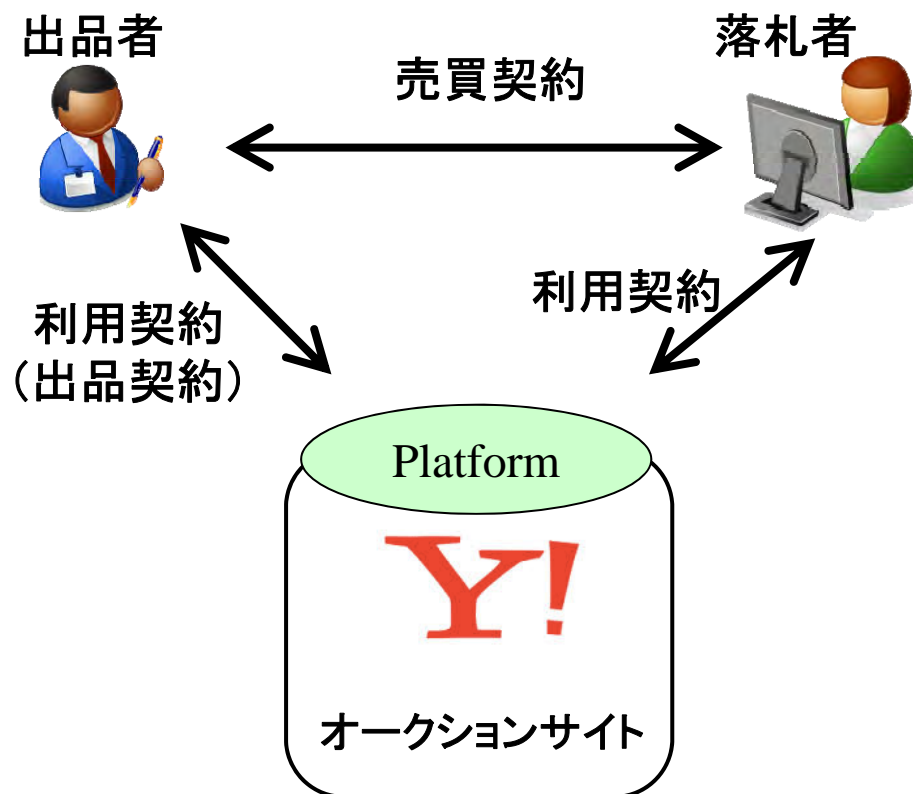 出品者
落札者
売買契約
利用契約
利用契約
(出品契約)
Platform
Y!
オークションサイト